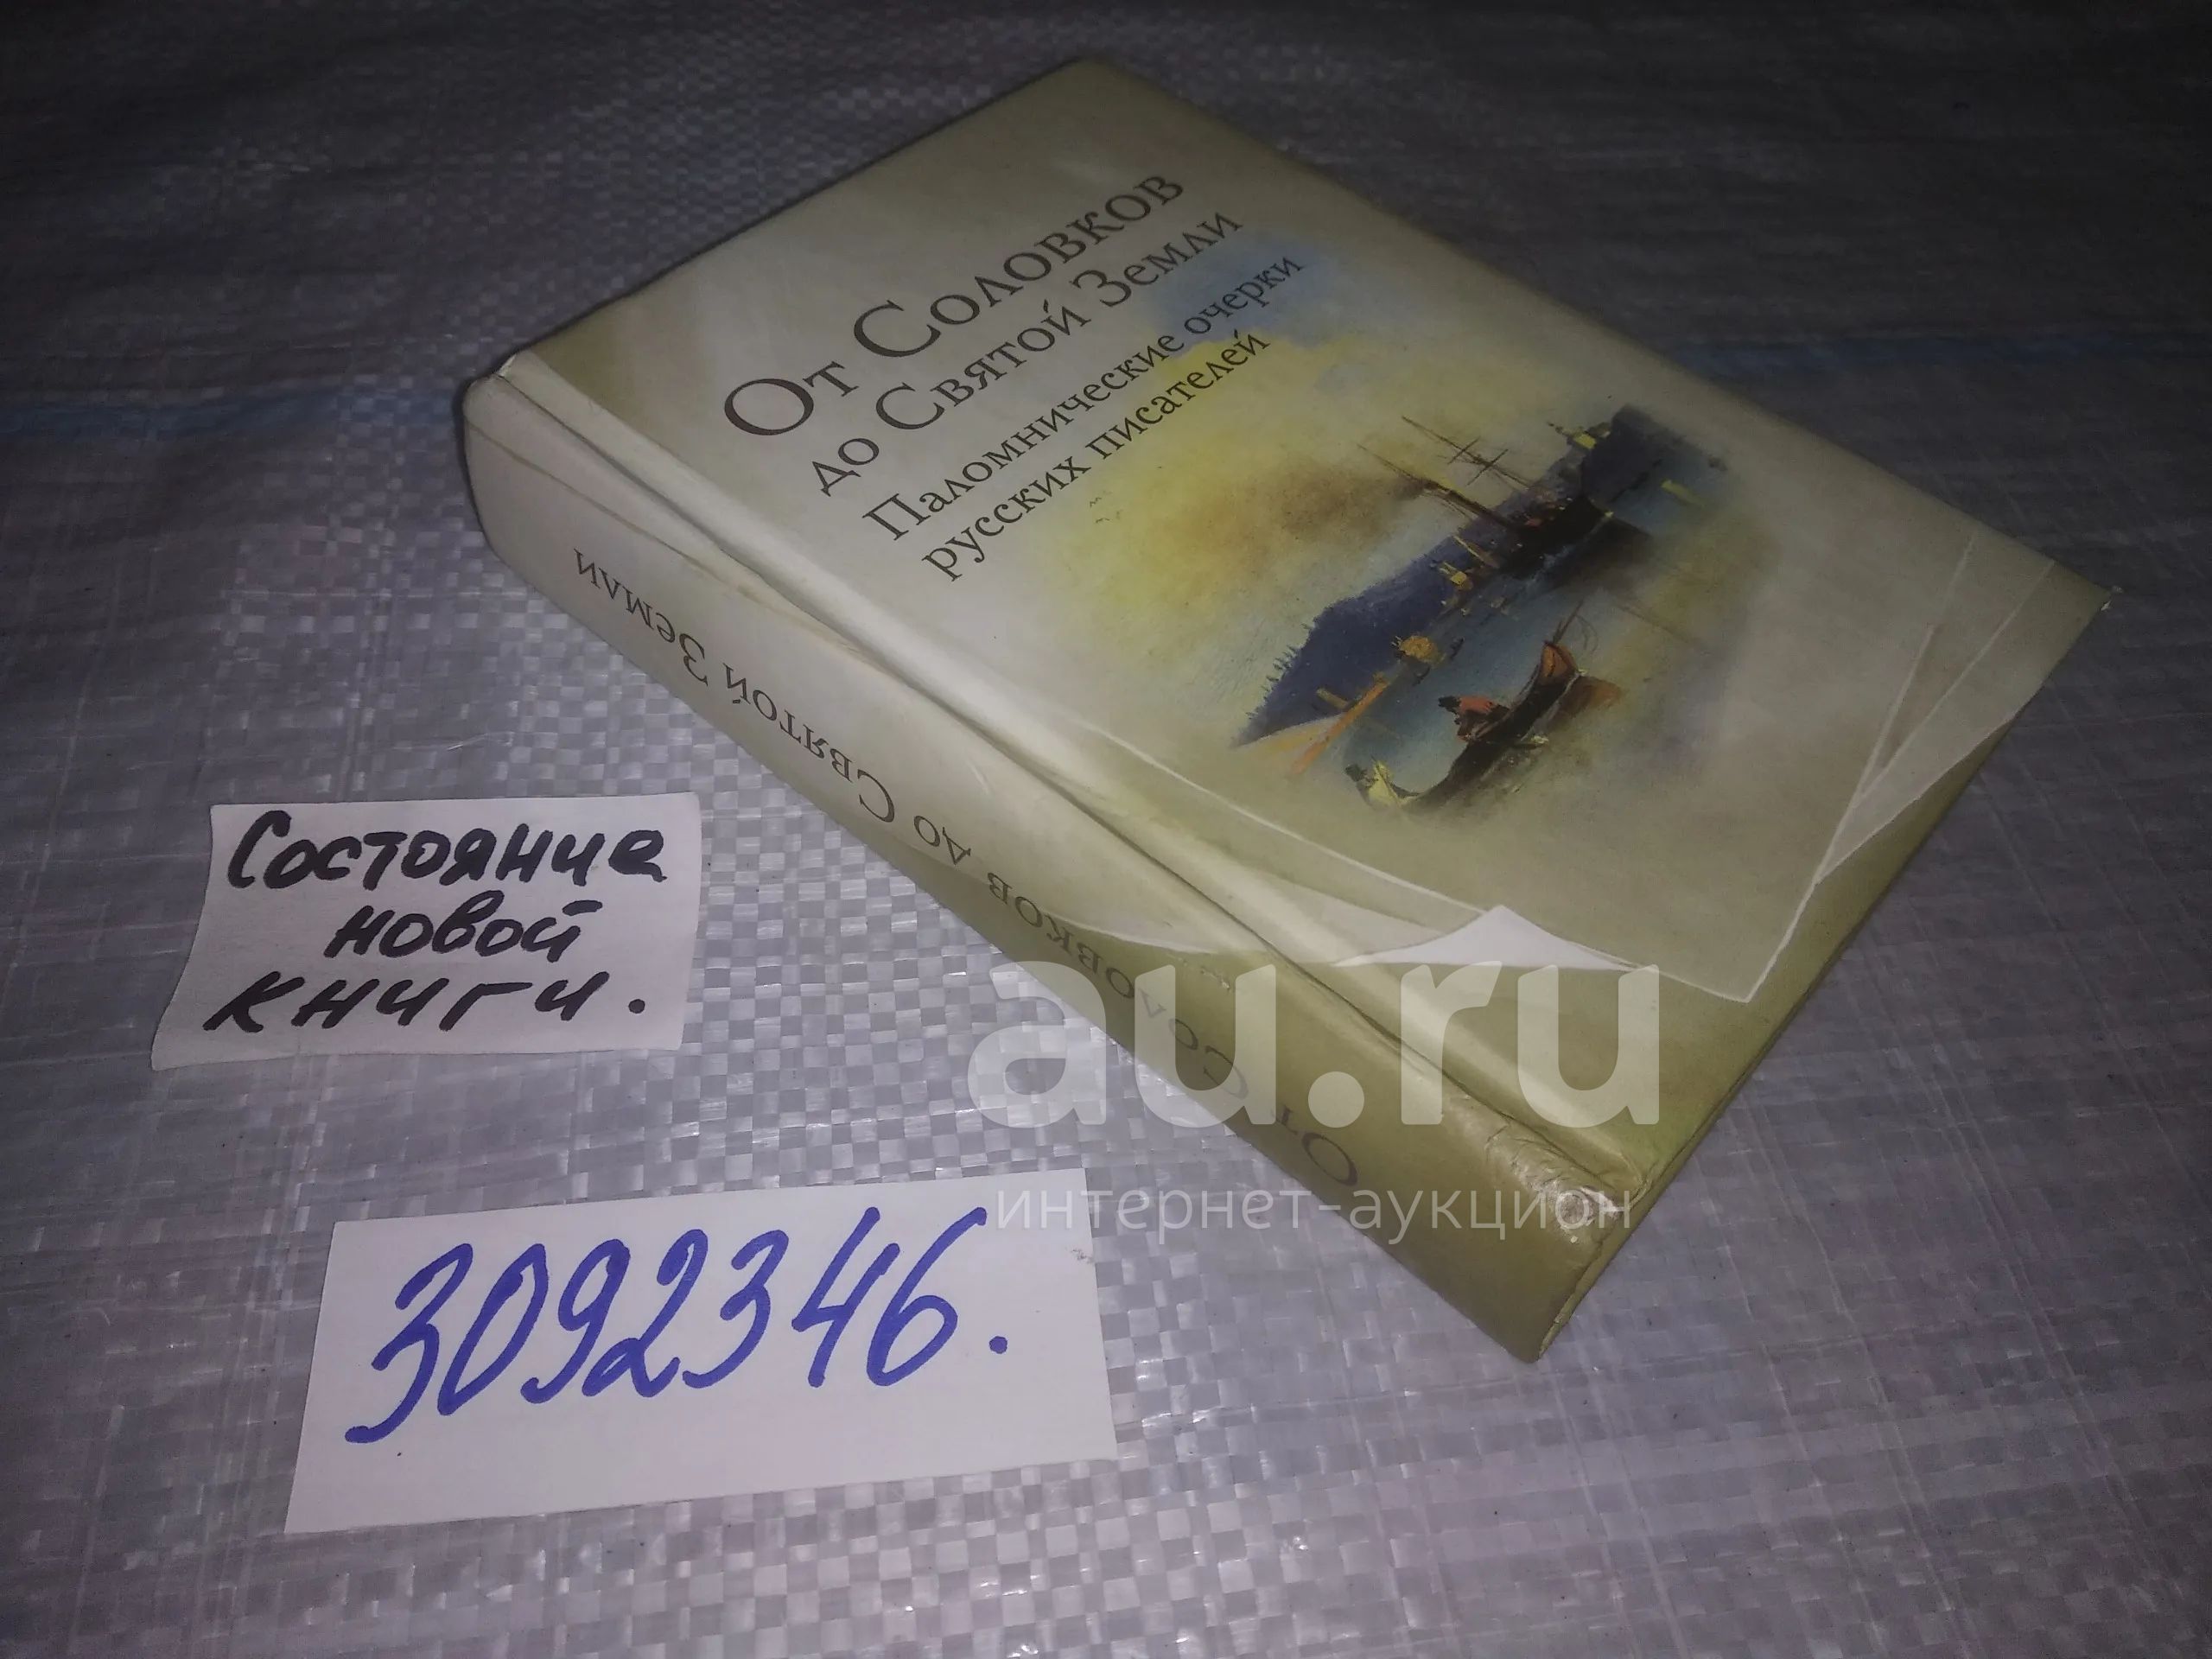 От Соловков
до Святой Земли
Паломнические очерки
русских писателей
От Соловков до Святой Земли
Состояние
новой
книги.
3092346.
au.ru
интернет-аукцион